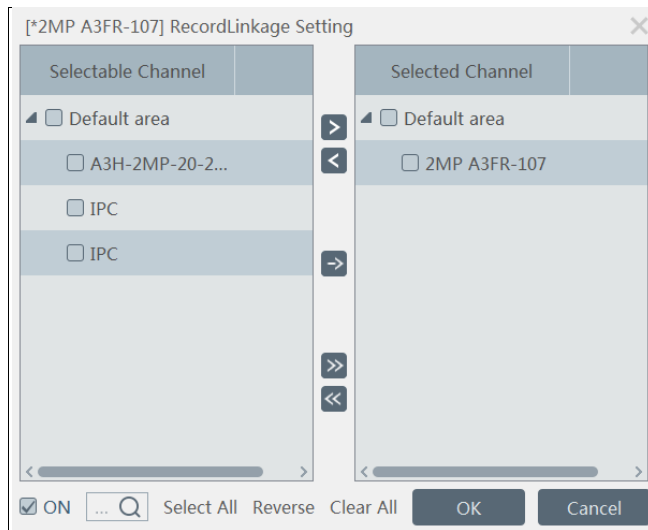 [*2MP A3FR-107] RecordLinkage Setting
Selectable Channel
Default area
A3H-2MP-20-2...
IPC
IPC
Selected Channel
Default area
2MP A3FR-107
ON ... Select All Reverse Clear All OK Cancel